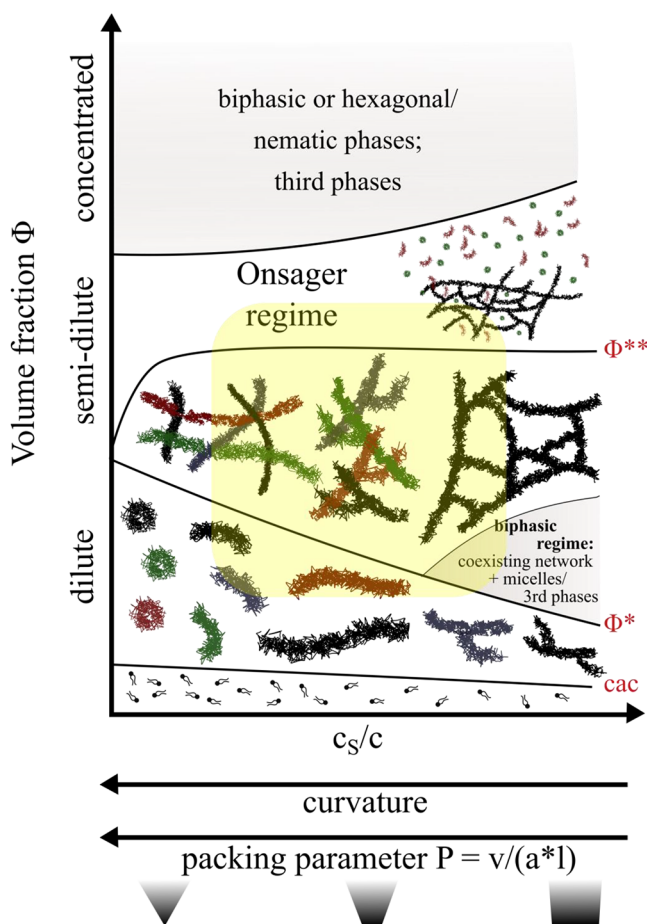 concentrated
semi-dilute
dilute
Volume fraction Φ
biphasic or hexagonal/
nematic phases;
third phases
Onsager
regime
Φ**
biphasic
regime:
coexisting network
+ micelles/
3rd phases
Φ*
cac
c_S/c
curvature
packing parameter P = v/(a*l)